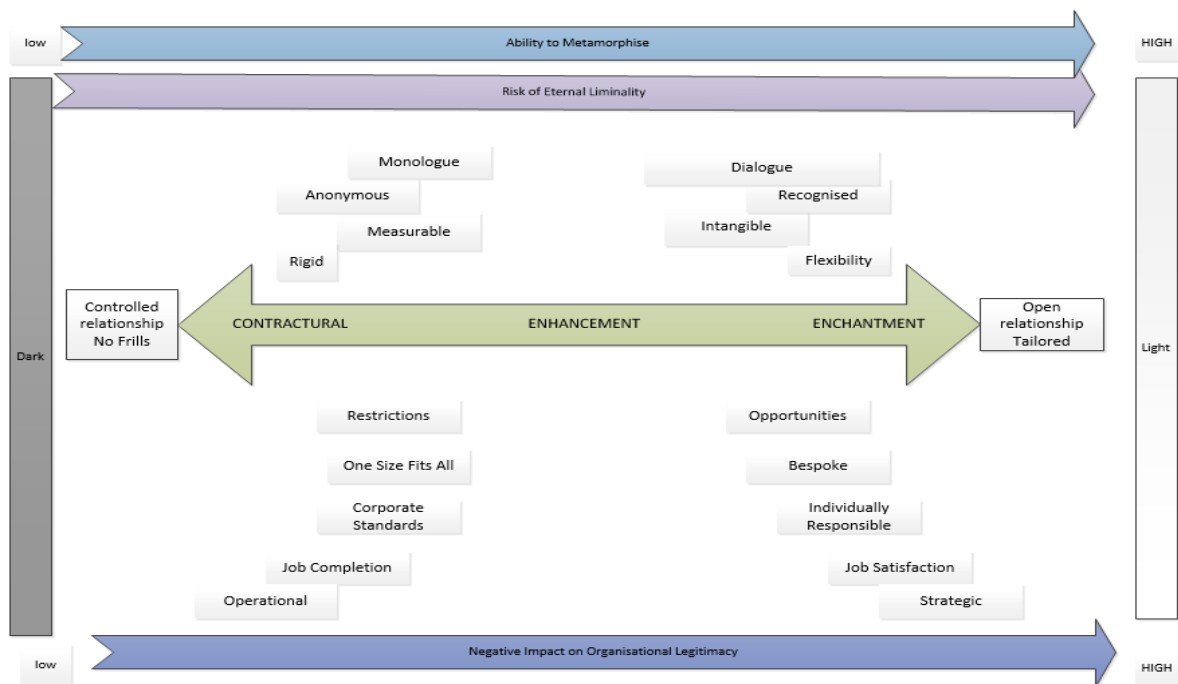 low
Ability to Metamorphise
HIGH
Risk of Eternal Liminality
Monologue
Dialogue
Anonymous
Recognised
Measurable
Intangible
Rigid
Flexibility
Dark
Controlled
relationship
No Frills
CONTRACTURAL
ENHANCEMENT
ENCHANTMENT
Open
relationship
Tailored
Light
Restrictions
Opportunities
One Size Fits All
Bespoke
Corporate
Standards
Individually
Responsible
Job Completion
Job Satisfaction
Operational
Strategic
low
Negative Impact on Organisational Legitimacy
HIGH